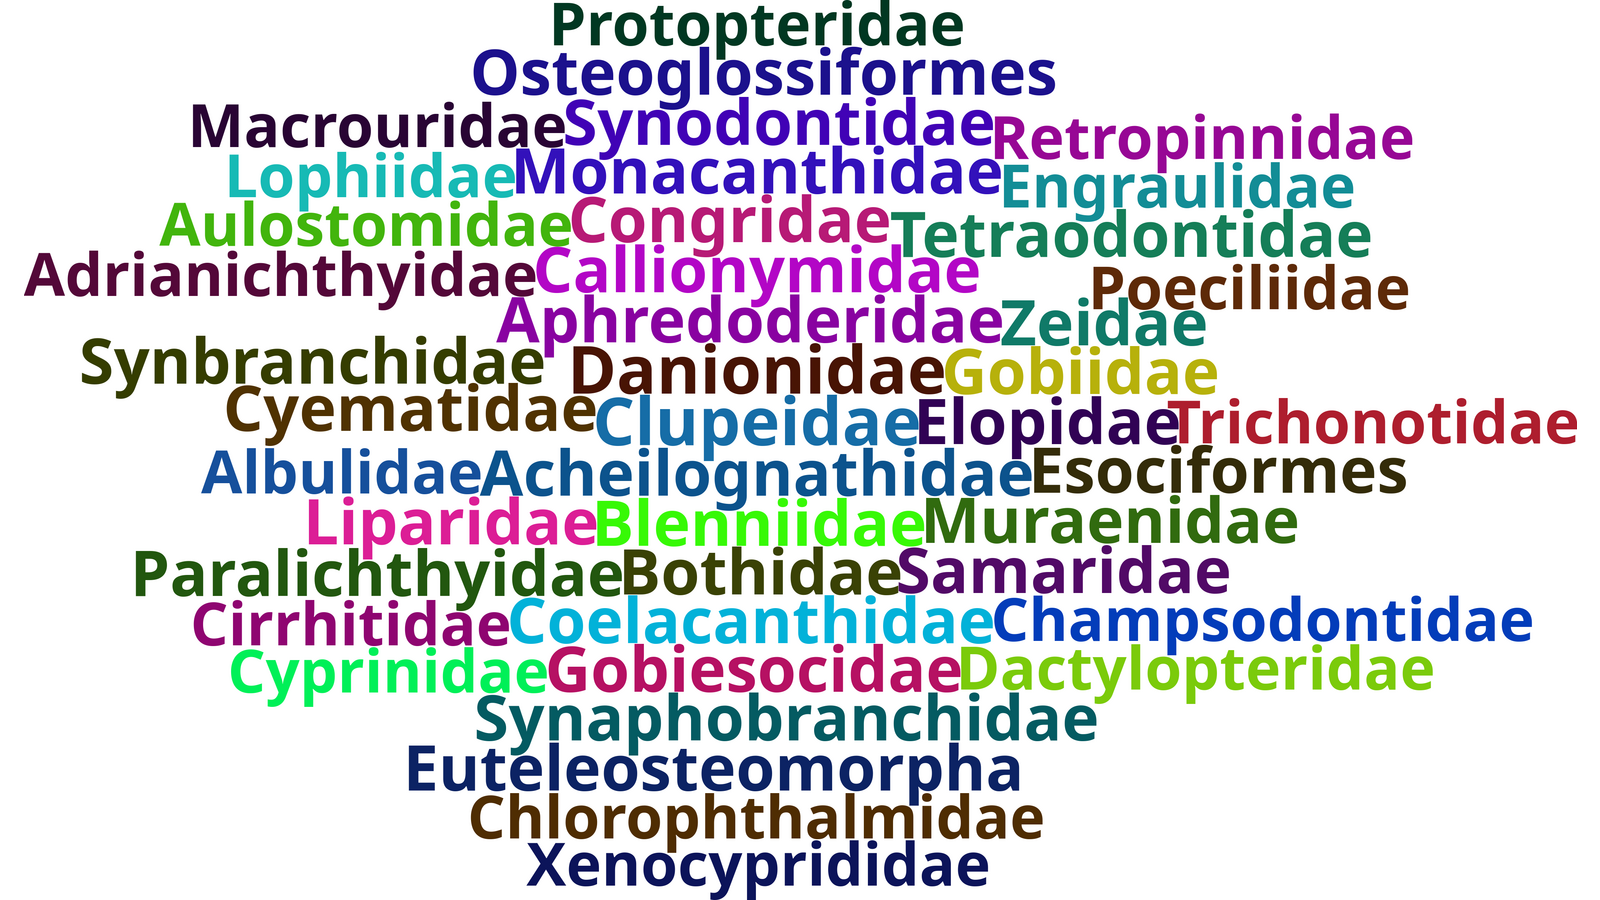 Protopteridae
Osteoglossiformes
Macrouridae Synodontidae Retropinnidae
Lophiidae Monacanthidae Engraulidae
Aulostomidae Congridae Tetraodontidae
Adrianichthyidae Callionymidae Poeciliidae
Aphredoderidae Zeidae
Synbranchidae Danionidae Gobiidae
Cyematidae Clupeidae Elopidae Trichonotidae
Albulidae Acheilognathidae Esociformes
Liparidae Blenniidae Muraenidae
Paralichthyidae Bothidae Samaridae
Cirrhitidae Coelacanthidae Champsodontidae
Cyprinidae Gobiesocidae Dactylopteridae
Synaphobranchidae
Euteleosteomorpha
Chlorophthalmidae
Xenocyprididae